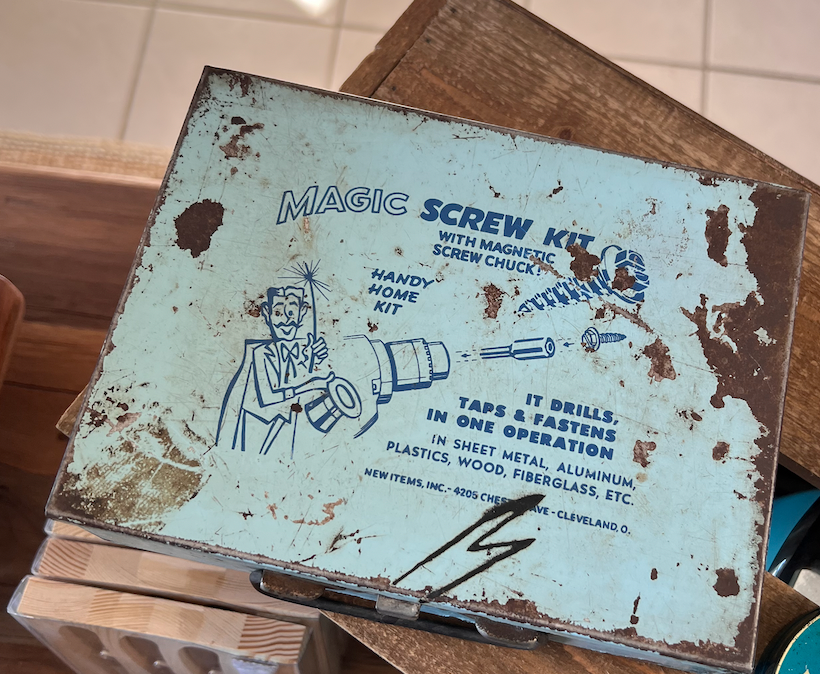 MAGIC SCREW KIT
WITH MAGNETIC
SCREW CHUCK!
HANDY
HOME
KIT
IT DRILLS,
TAPS & FASTENS
IN ONE OPERATION
IN SHEET METAL, ALUMINUM,
PLASTICS, WOOD, FIBERGLASS, ETC.
NEW ITEMS, INC. - 4205 AVE - CLEVELAND, O.